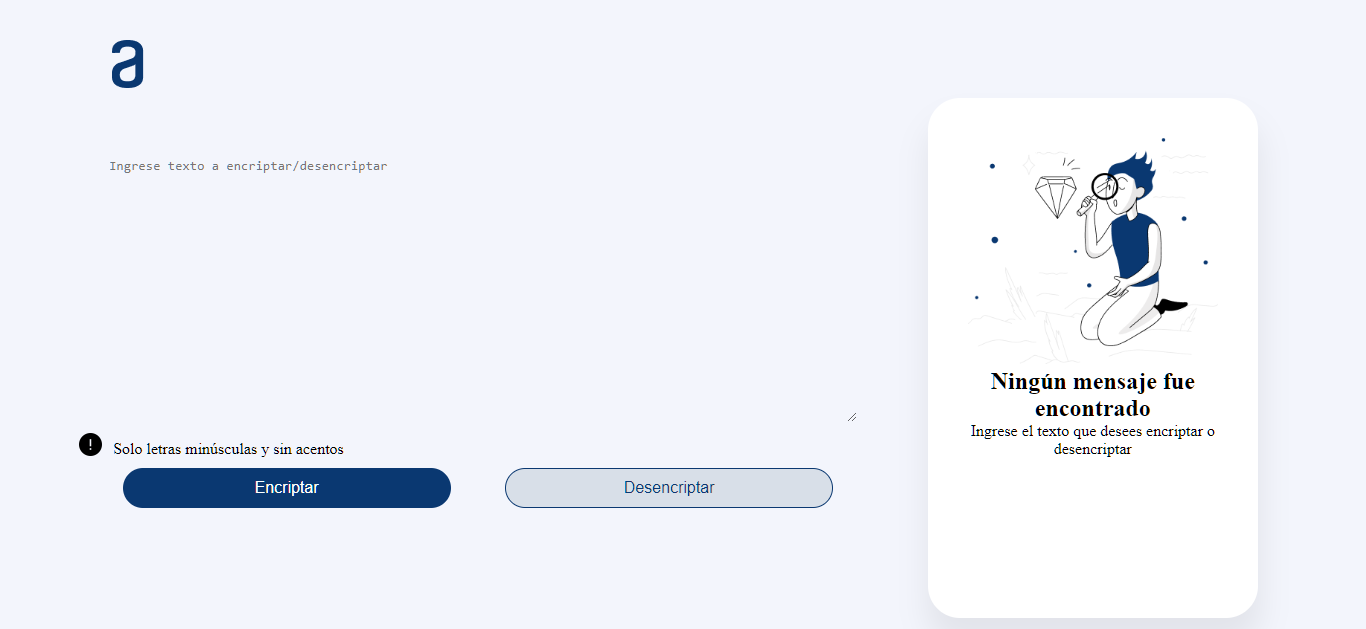 a
Ingrese texto a encriptar/desencriptar
! Solo letras minúsculas y sin acentos
Encriptar
Desencriptar
Ningún mensaje fue
encontrado
Ingrese el texto que desees encriptar o
desencriptar